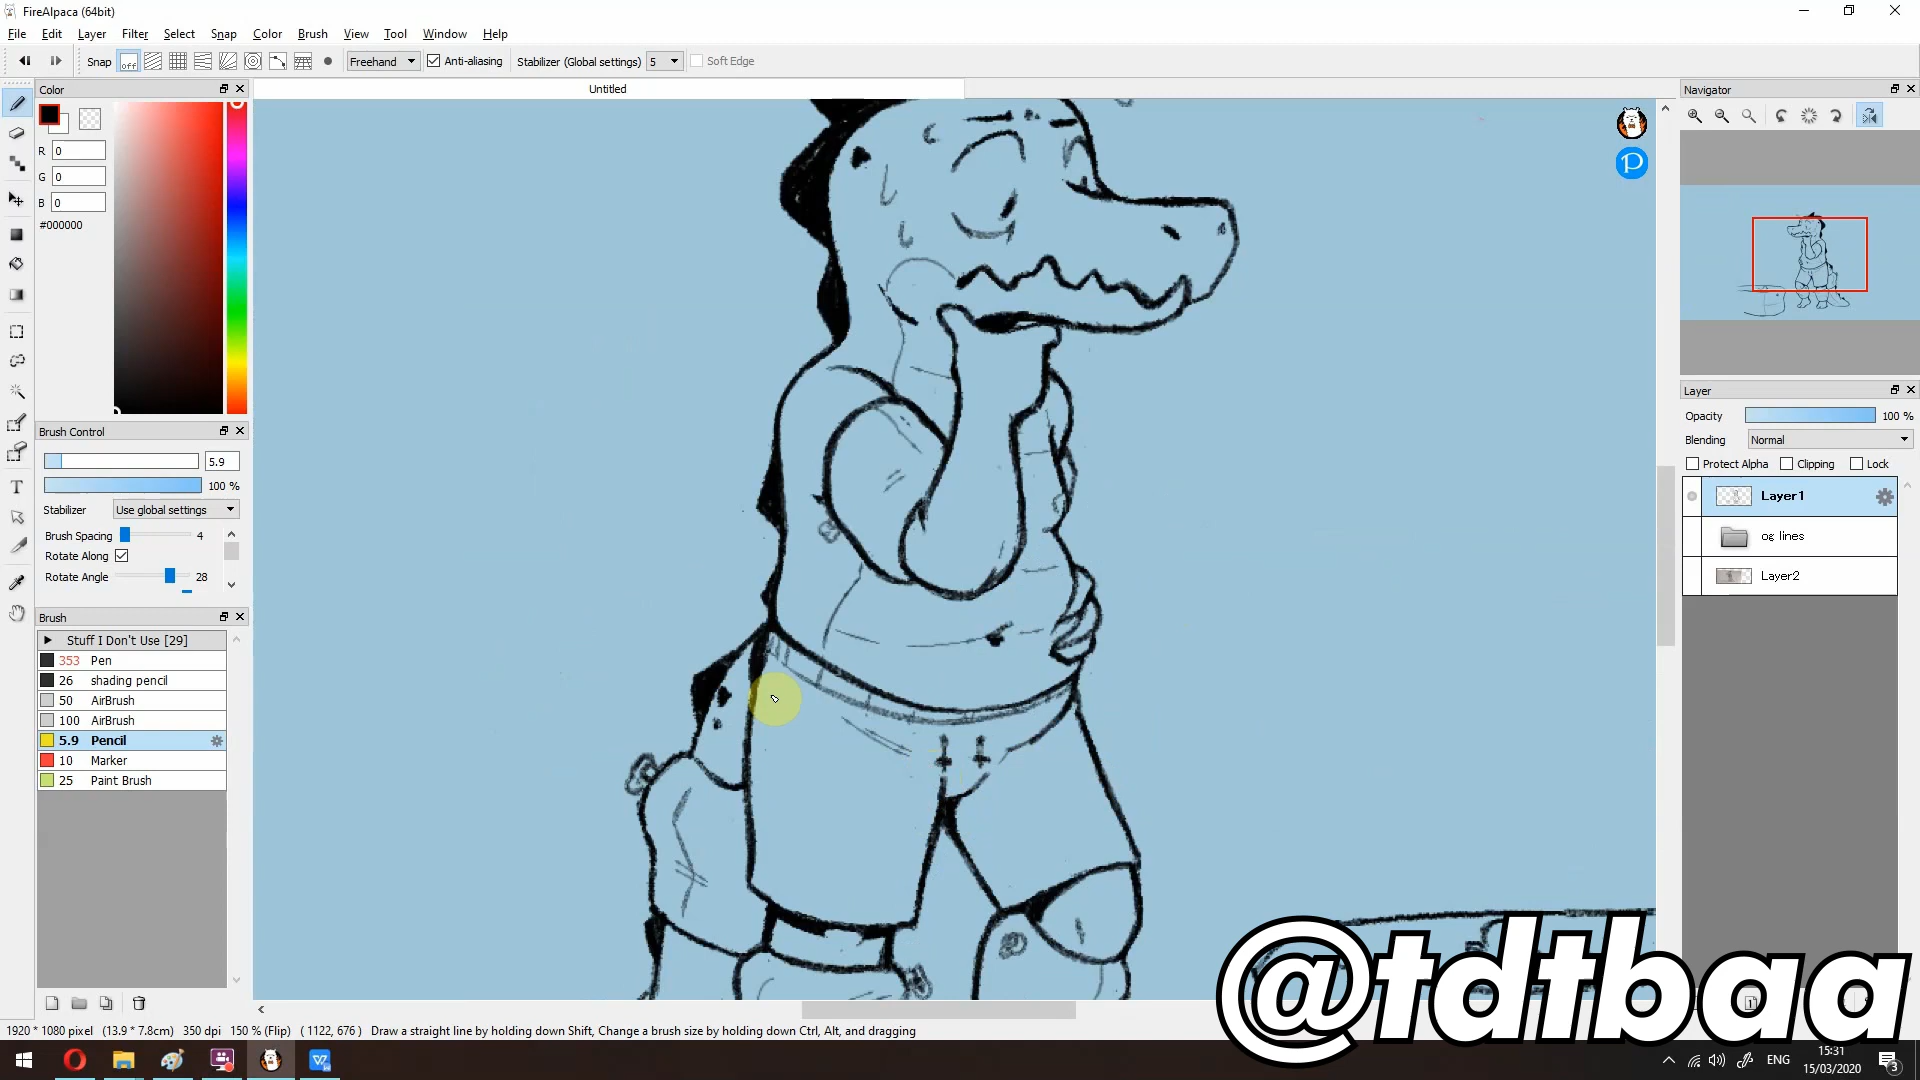 FireAlpaca (64bit)
File Edit Layer Filter Select Snap Color Brush View Tool Window Help
Snap off Freehand Anti-aliasing Stabilizer (Global settings) 5 Soft Edge
Color
Untitled
Navigator
R 0
G 0
B 0
#000000
P
Layer
Opacity 100 %
Blending Normal
Protect Alpha Clipping Lock
Layer1
og lines
Layer2
Brush Control
5.9
100 %
Stabilizer Use global settings
Brush Spacing 4
Rotate Along
Rotate Angle 28
Brush
Stuff I Don't Use [29]
353 Pen
26 shading pencil
50 AirBrush
100 AirBrush
5.9 Pencil
10 Marker
25 Paint Brush
T
@tdtbaa
1920 * 1080 pixel (13.9 * 7.8cm) 350 dpi 150 % (Flip) ( 1122, 676 ) Draw a straight line by holding down Shift, Change a brush size by holding down Ctrl, Alt, and dragging
ENG
15:31
15/03/2020
3